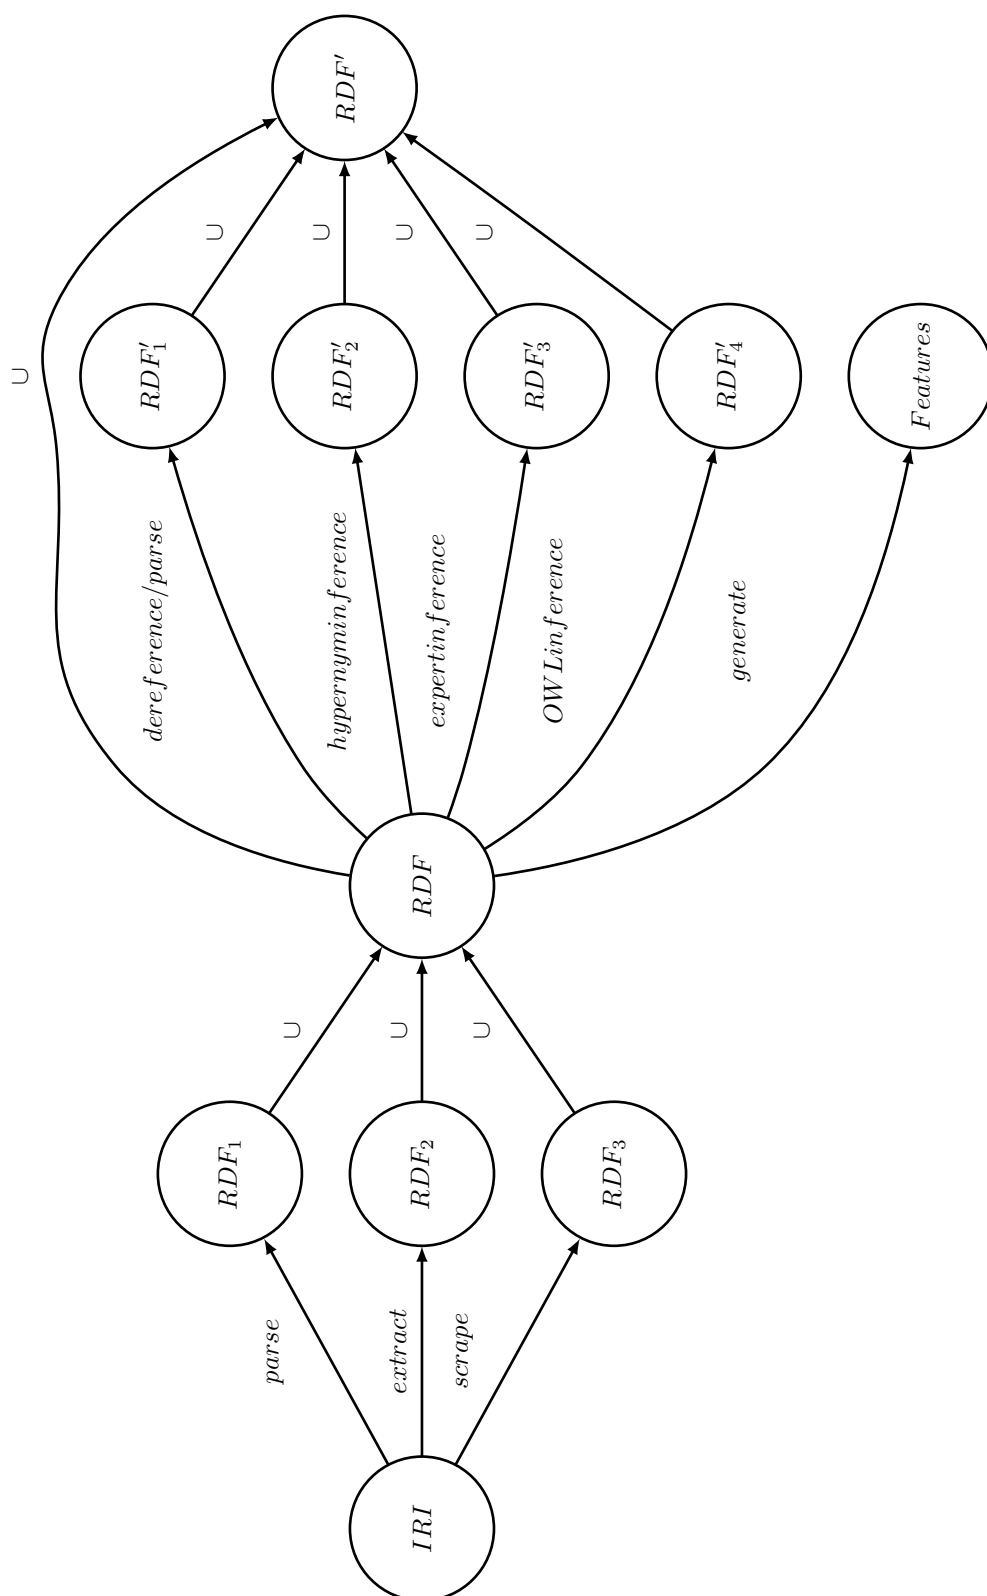 IRI
parse
extract
scrape
RDF₁
RDF₂
RDF₃
∪
∪
∪
RDF
dereference/parse
hypernyminference
expertinference
OWLinference
generate
∪
RDF′₁
RDF′₂
RDF′₃
RDF′₄
Features
∪
∪
∪
∪
RDF′